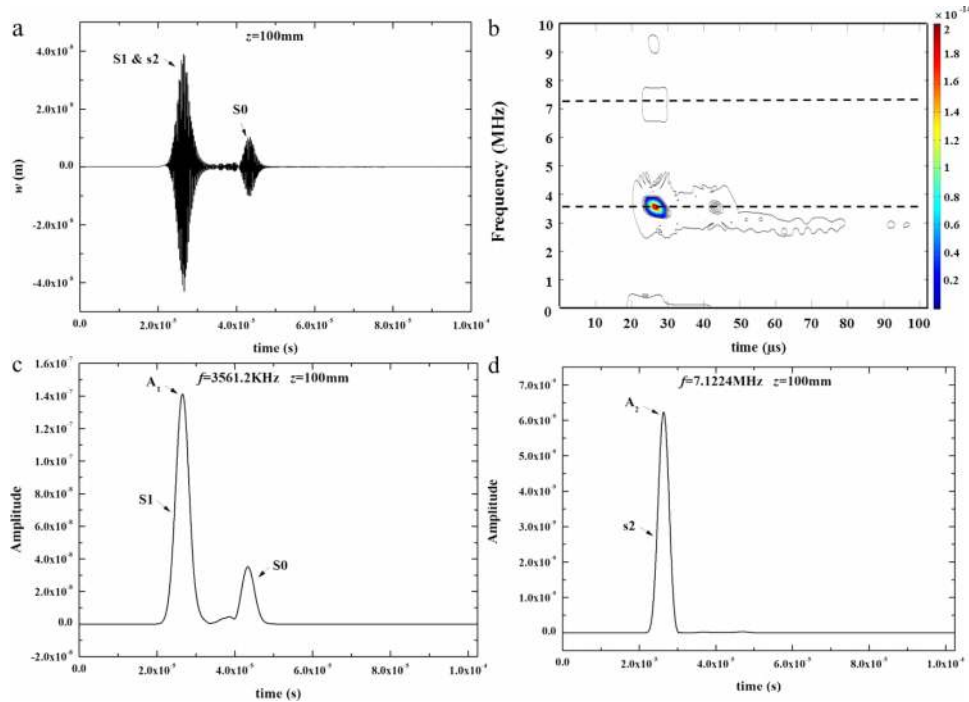 a
z=100mm
S1 & s2
S0
4.0x10⁻⁸
2.0x10⁻⁸
0.0
-2.0x10⁻⁸
-4.0x10⁻⁸
w (m)
0.0
2.0x10⁻⁵
4.0x10⁻⁵
6.0x10⁻⁵
8.0x10⁻⁵
1.0x10⁻⁴
time (s)
b
× 10⁻¹⁴
10
9
8
7
6
5
4
3
2
1
0
Frequency (MHz)
10
20
30
40
50
60
70
80
90
100
time (μs)
2
1.8
1.6
1.4
1.2
1
0.8
0.6
0.4
0.2
c
f=3561.2KHz z=100mm
A₁
S1
S0
1.6x10⁻⁷
1.4x10⁻⁷
1.2x10⁻⁷
1.0x10⁻⁷
8.0x10⁻⁸
6.0x10⁻⁸
4.0x10⁻⁸
2.0x10⁻⁸
0.0
-2.0x10⁻⁸
Amplitude
0.0
2.0x10⁻⁵
4.0x10⁻⁵
6.0x10⁻⁵
8.0x10⁻⁵
1.0x10⁻⁴
time (s)
d
f=7.1224MHz z=100mm
A₂
s2
7.0x10⁻⁹
6.0x10⁻⁹
5.0x10⁻⁹
4.0x10⁻⁹
3.0x10⁻⁹
2.0x10⁻⁹
1.0x10⁻⁹
0.0
Amplitude
0.0
2.0x10⁻⁵
4.0x10⁻⁵
6.0x10⁻⁵
8.0x10⁻⁵
1.0x10⁻⁴
time (s)